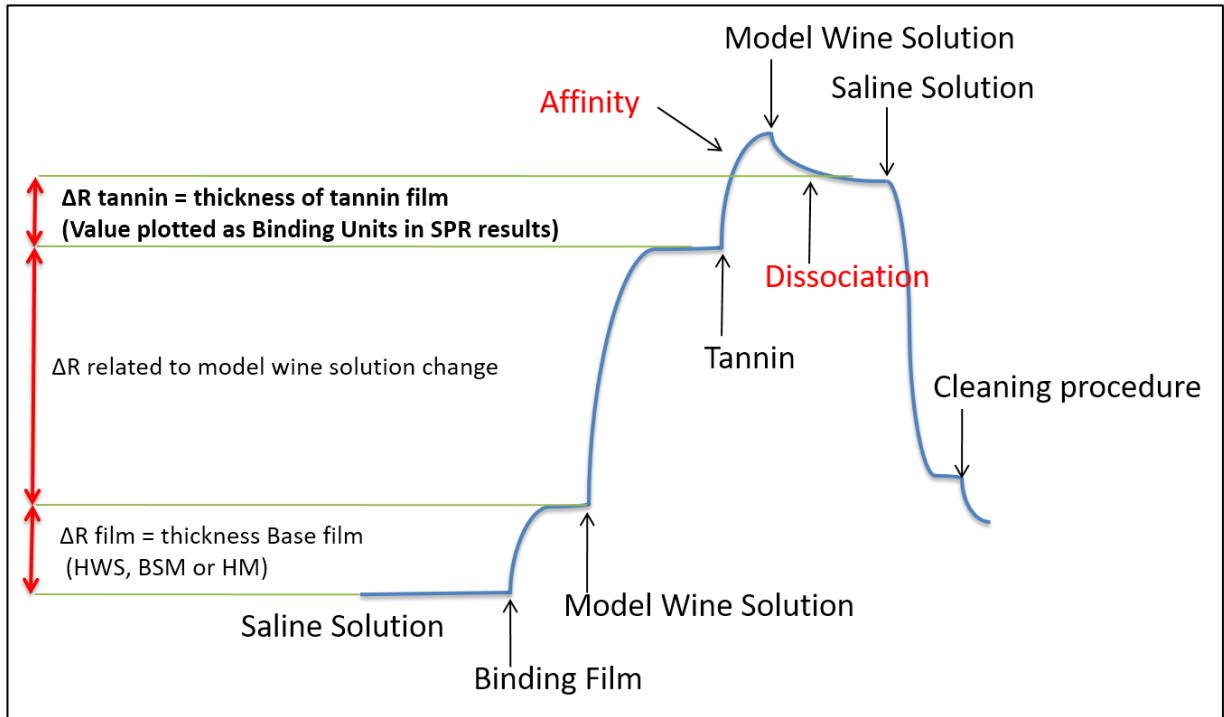 Model Wine Solution
Saline Solution
Affinity
ΔR tannin = thickness of tannin film
(Value plotted as Binding Units in SPR results)
Dissociation
Tannin
ΔR related to model wine solution change
Cleaning procedure
ΔR film = thickness Base film
(HWS, BSM or HM)
Model Wine Solution
Saline Solution
Binding Film